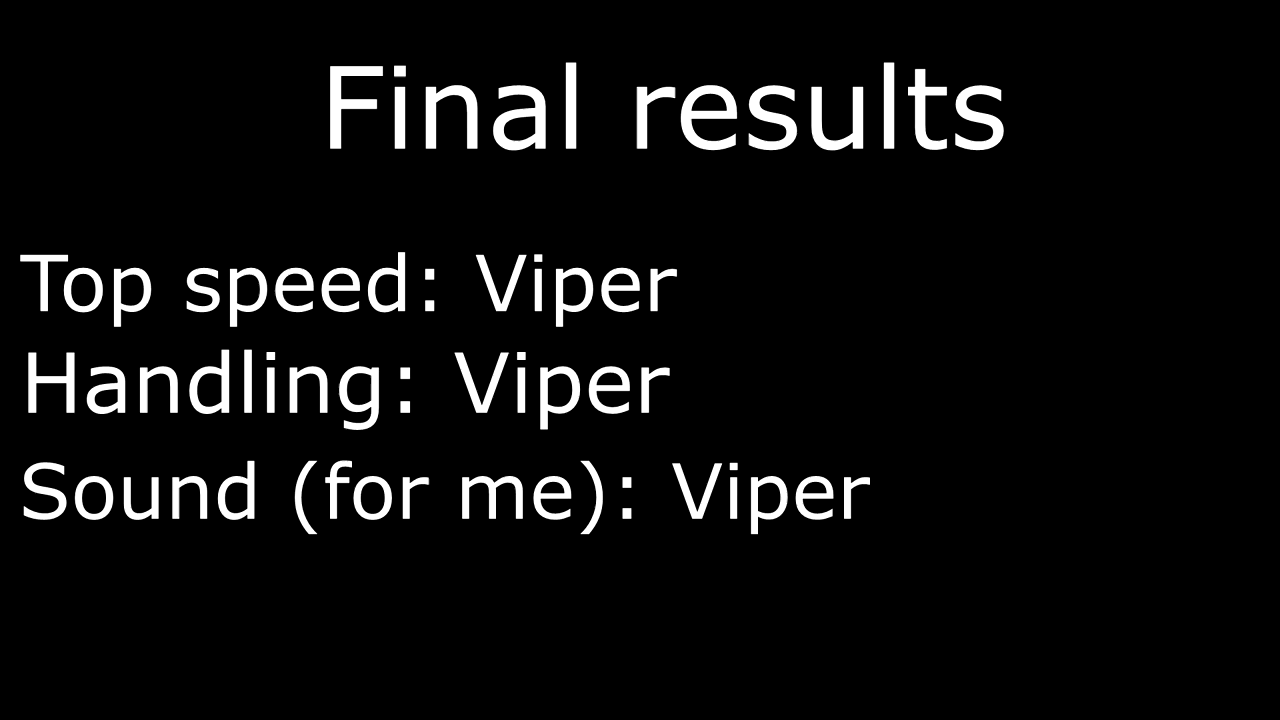 Final results
Top speed: Viper
Handling: Viper
Sound (for me): Viper